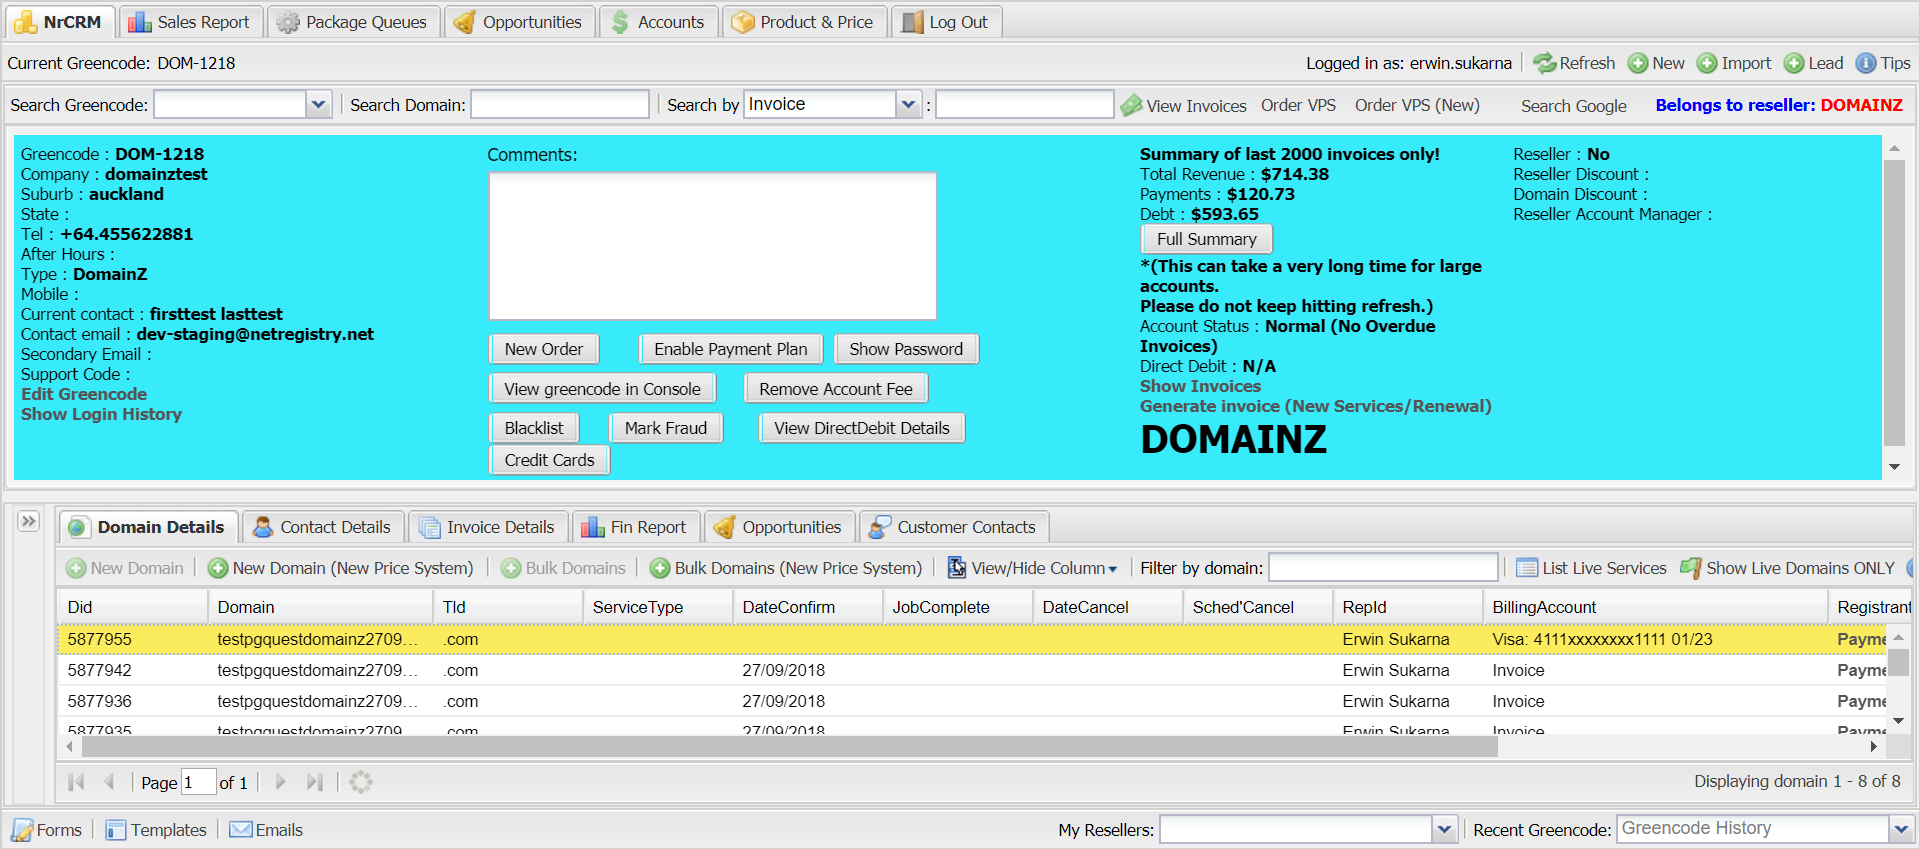 NrCRM Sales Report Package Queues Opportunities Accounts Product & Price Log Out
Current Greencode: DOM-1218 Logged in as: erwin.sukarna Refresh New Import Lead Tips
Search Greencode: Search Domain: Search by Invoice : View Invoices Order VPS Order VPS (New) Search Google Belongs to reseller: DOMAINZ
Greencode : DOM-1218
Company : domainztest
Suburb : auckland
State :
Tel : +64.455622881
After Hours :
Type : DomainZ
Mobile :
Current contact : firsttest lasttest
Contact email : dev-staging@netregistry.net
Secondary Email :
Support Code :
Edit Greencode
Show Login History
Comments:
New Order Enable Payment Plan Show Password
View greencode in Console Remove Account Fee
Blacklist Mark Fraud View DirectDebit Details
Credit Cards
Summary of last 2000 invoices only!
Total Revenue : $714.38
Payments : $120.73
Debt : $593.65
Full Summary
*(This can take a very long time for large
accounts.
Please do not keep hitting refresh.)
Account Status : Normal (No Overdue
Invoices)
Direct Debit : N/A
Show Invoices
Generate invoice (New Services/Renewal)
DOMAINZ
Reseller : No
Reseller Discount :
Domain Discount :
Reseller Account Manager :
Domain Details Contact Details Invoice Details Fin Report Opportunities Customer Contacts
New Domain New Domain (New Price System) Bulk Domains Bulk Domains (New Price System) View/Hide Column Filter by domain: List Live Services Show Live Domains ONLY
Did Domain Tld ServiceType DateConfirm JobComplete DateCancel Sched'Cancel RepId BillingAccount Registrant
5877955 testpgquestdomainz2709... .com Erwin Sukarna Visa: 4111xxxxxxxx1111 01/23 Payme
5877942 testpgquestdomainz2709... .com 27/09/2018 Erwin Sukarna Invoice Payme
5877936 testpgquestdomainz2709... .com 27/09/2018 Erwin Sukarna Invoice Payme
5877935 testpgquestdomainz2709... .com 27/09/2018 Erwin Sukarna Invoice Payme
Page 1 of 1 Displaying domain 1 - 8 of 8
Forms Templates Emails My Resellers: Recent Greencode: Greencode History